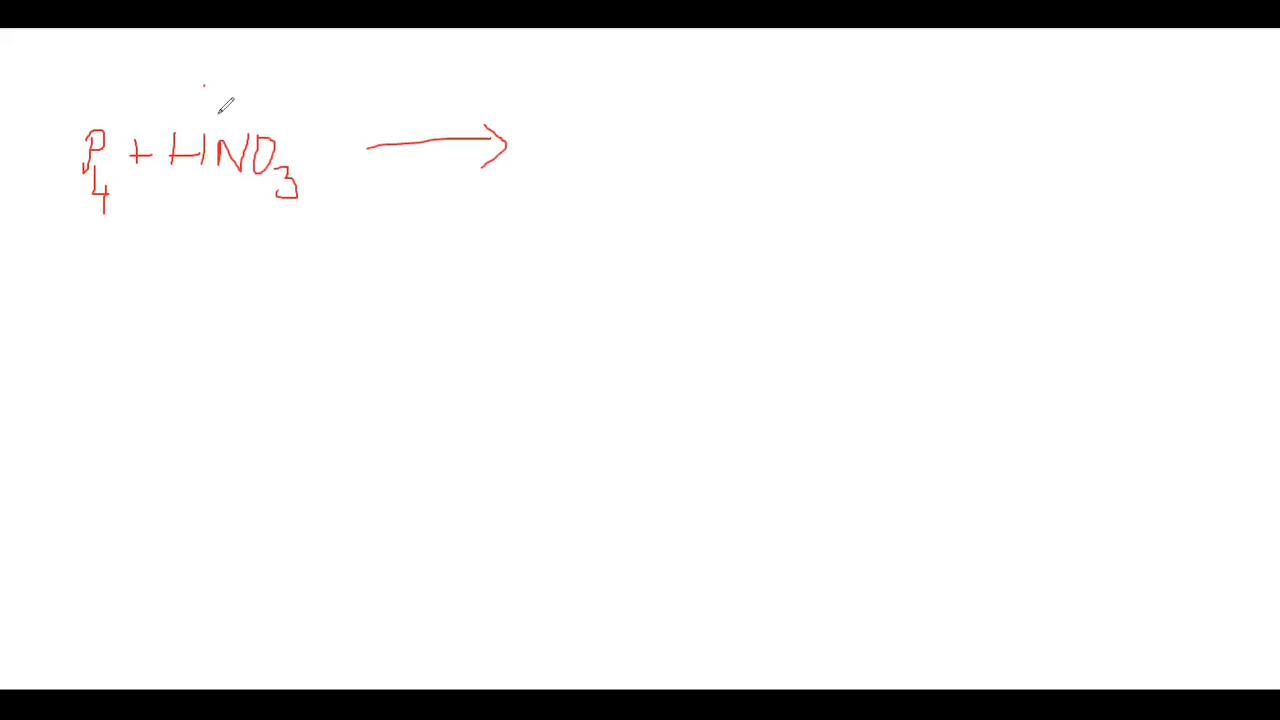 P₄ + HNO₃ →